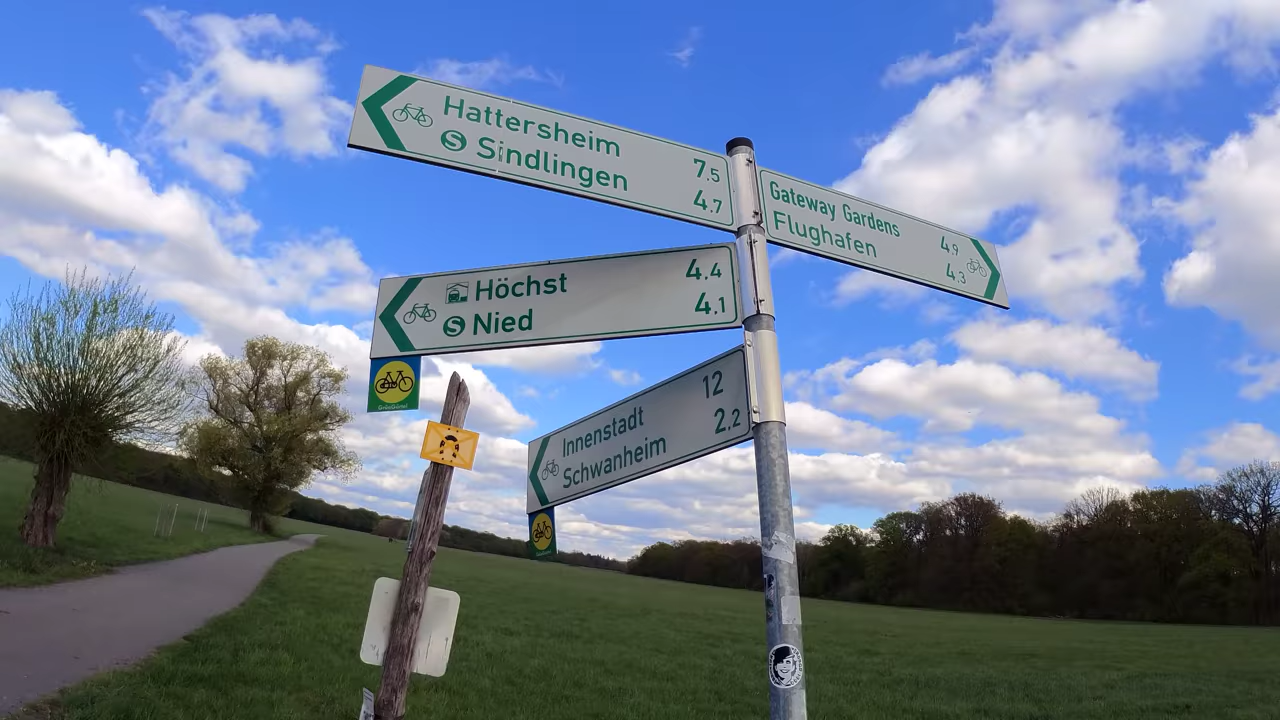 Hattersheim 7.5
S Sindlingen 4.7
Gateway Gardens 4.9
Flughafen 4.3
Höchst 4.4
S Nied 4.1
Innenstadt 12
Schwanheim 2.2
GrünGürtel